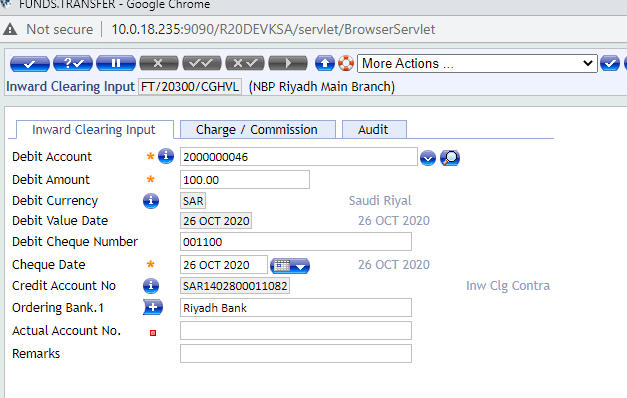 FUNDS.TRANSFER - Google Chrome
Not secure | 10.0.18.235:9090/R20DEVKSA/servlet/BrowserServlet
More Actions ...
Inward Clearing Input FT/20300/CGHVL (NBP Riyadh Main Branch)
Inward Clearing Input Charge / Commission Audit
Debit Account * 2000000046
Debit Amount * 100.00
Debit Currency SAR Saudi Riyal
Debit Value Date 26 OCT 2020 26 OCT 2020
Debit Cheque Number 001100
Cheque Date * 26 OCT 2020 26 OCT 2020
Credit Account No SAR1402800011082 Inw Clg Contra
Ordering Bank.1 Riyadh Bank
Actual Account No.
Remarks